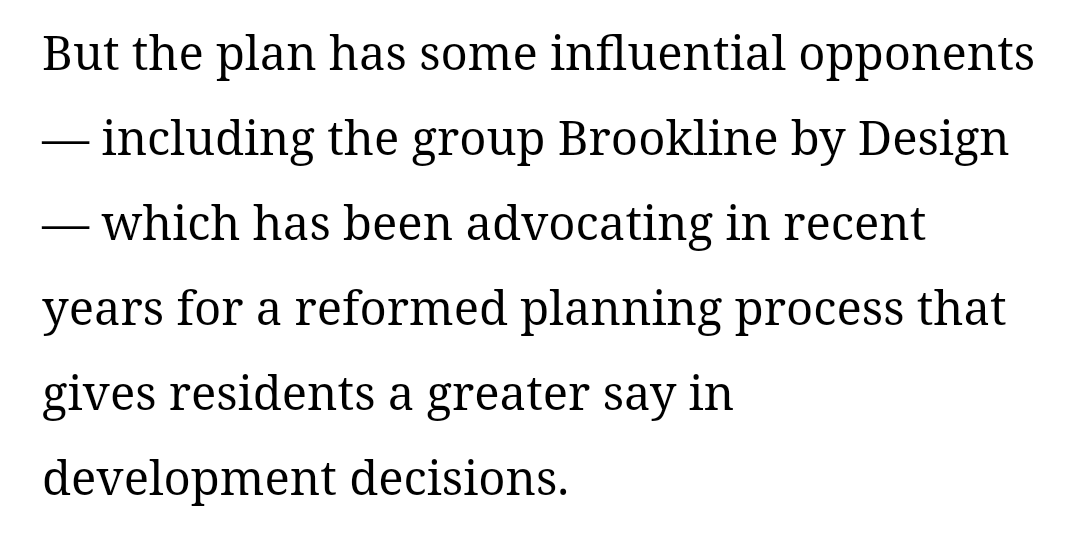 But the plan has some influential opponents
— including the group Brookline by Design
— which has been advocating in recent
years for a reformed planning process that
gives residents a greater say in
development decisions.